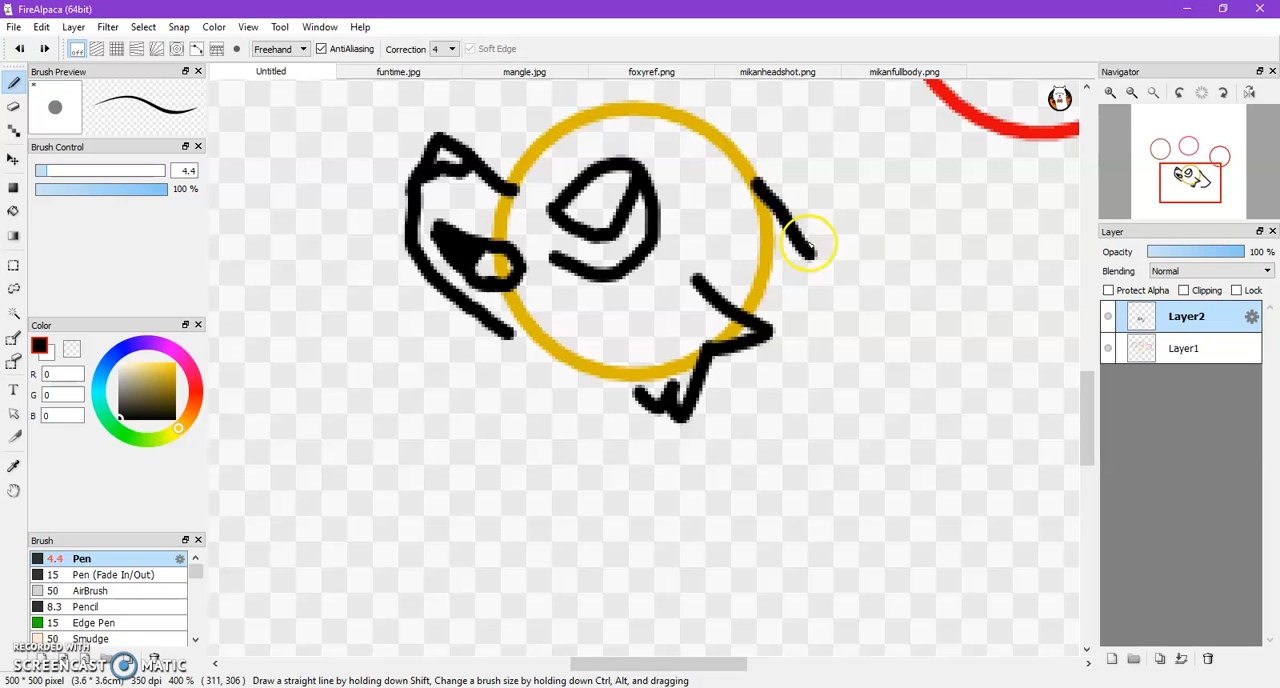 FireAlpaca (64bit)
File Edit Layer Filter Select Snap Color View Tool Window Help
off Freehand AntiAliasing Correction 4 Soft Edge
Brush Preview
Untitled funtime.jpg mangle.jpg foxyref.png mikanheadshot.png mikanfullbody.png
Navigator
Brush Control
4.4
100 %
Layer
Opacity 100 %
Blending Normal
Protect Alpha Clipping Lock
Layer2
Layer1
Color
R 0
G 0
B 0
Brush
4.4 Pen
15 Pen (Fade In/Out)
50 AirBrush
8.3 Pencil
15 Edge Pen
50 Smudge
RECORDED WITH
SCREENCAST MATIC
500 * 500 pixel (3.6 * 3.6cm) 350 dpi 400 % ( 311, 306 ) Draw a straight line by holding down Shift, Change a brush size by holding down Ctrl, Alt, and dragging